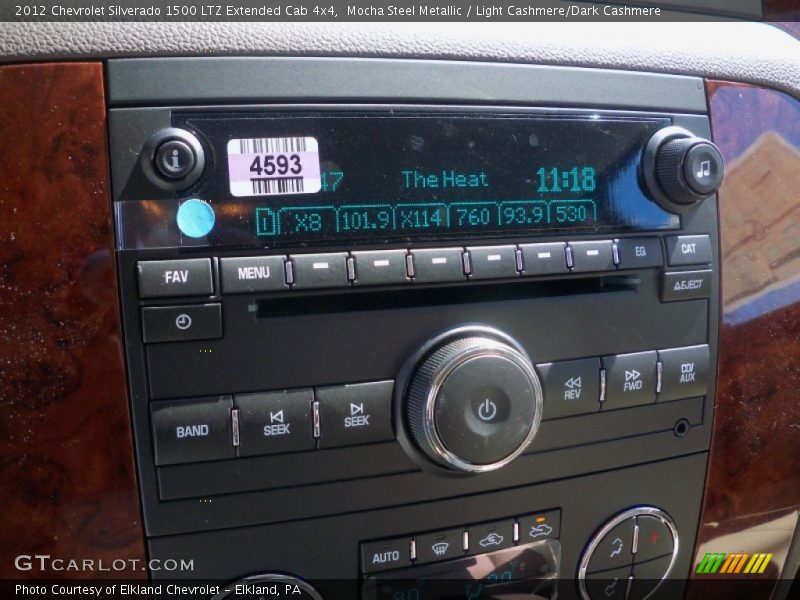 2012 Chevrolet Silverado 1500 LTZ Extended Cab 4x4, Mocha Steel Metallic / Light Cashmere/Dark Cashmere
4593
47 The Heat 11:18
X8 101.9 X114 760 93.9 530
FAV MENU EQ CAT
EJECT
BAND SEEK SEEK REV FWD CD/AUX
AUTO
GTCARLOT.COM
Photo Courtesy of Elkland Chevrolet - Elkland, PA